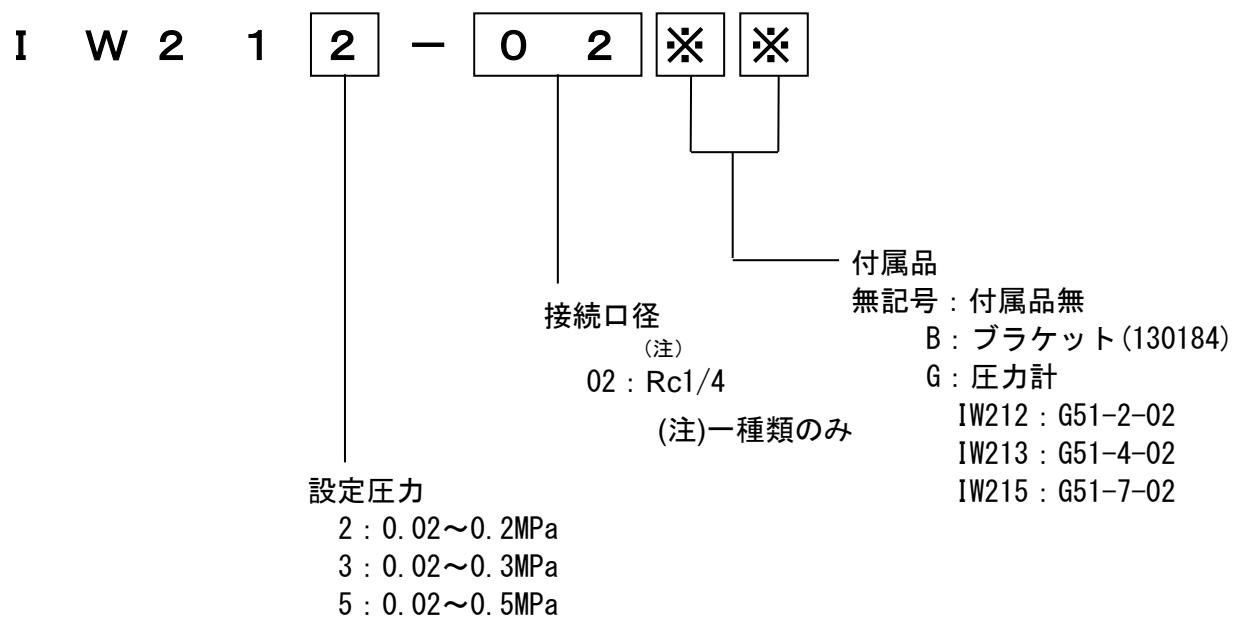 I W 2 1 2 - 0 2 ※ ※
付属品
無記号：付属品無
B：ブラケット(130184)
G：圧力計
IW212：G51-2-02
IW213：G51-4-02
IW215：G51-7-02
接続口径
（注）
02：Rc1/4
(注)一種類のみ
設定圧力
2：0.02～0.2MPa
3：0.02～0.3MPa
5：0.02～0.5MPa